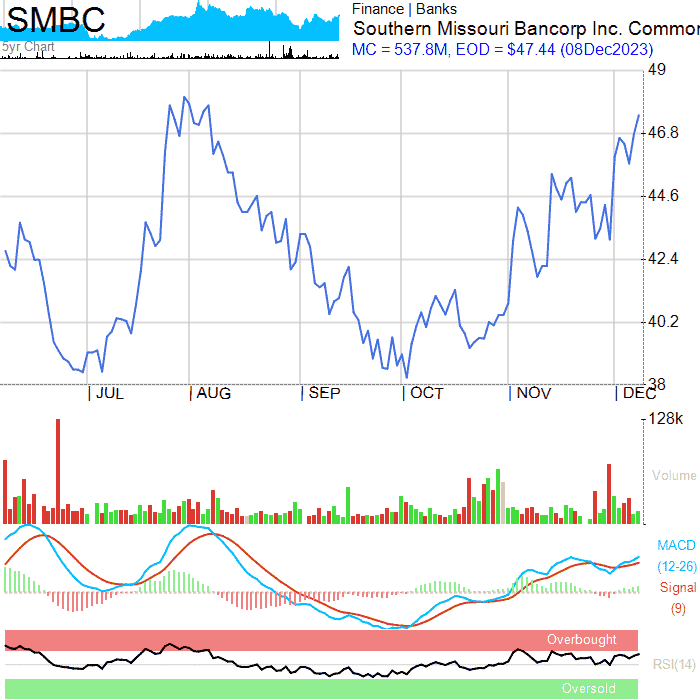 SMBC
5yr Chart
Finance | Banks
Southern Missouri Bancorp Inc. Common
MC = 537.8M, EOD = $47.44 (08Dec2023)
49
46.8
44.6
42.4
40.2
38
JUL
AUG
SEP
OCT
NOV
DEC
128k
Volume
MACD
(12-26)
Signal
(9)
Overbought
RSI(14)
Oversold